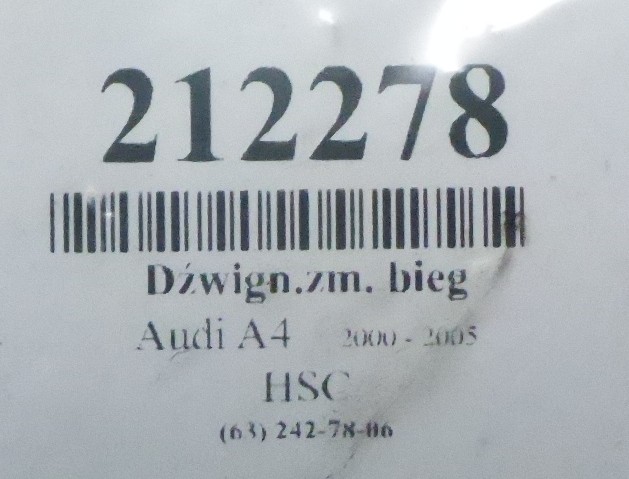 212278
Dźwign.zm. bieg
Audi A4 2000 - 2005
HSC
(63) 242-78-06